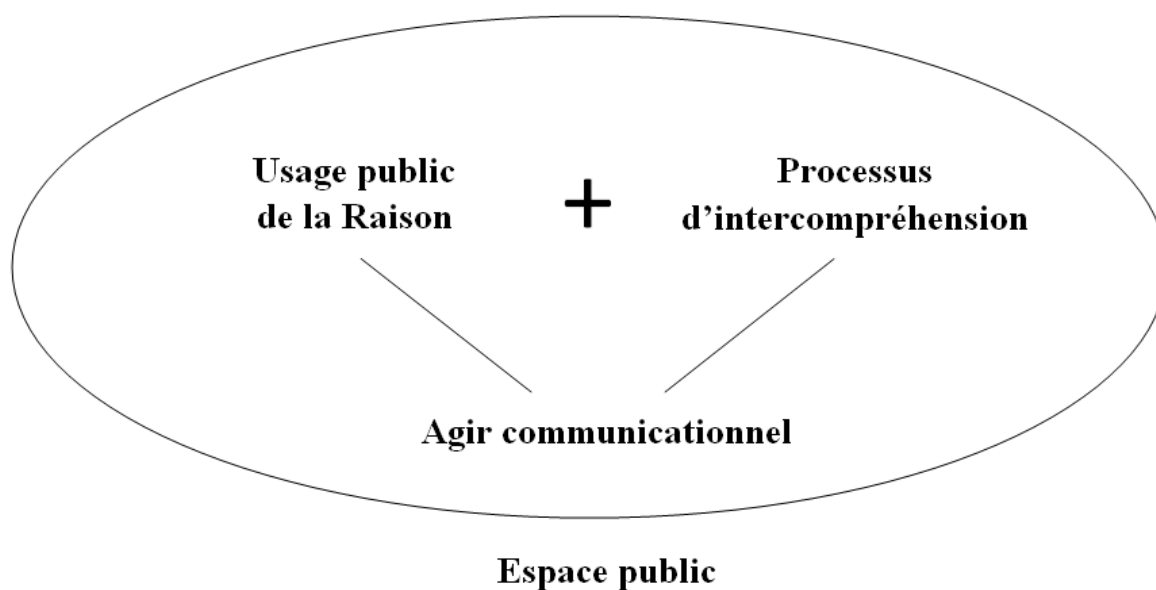 Usage public
de la Raison
+
Processus
d'intercompréhension
Agir communicationnel
Espace public